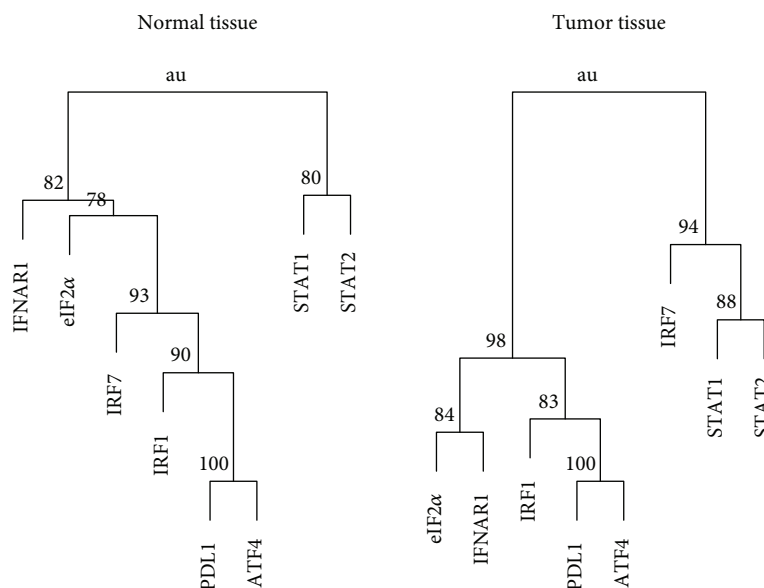 Normal tissue
au
82
78
80
IFNAR1
eIF2α
STAT1
STAT2
93
IRF7
90
IRF1
100
PDL1
ATF4
Tumor tissue
au
94
IRF7
88
STAT1
STAT2
98
84
83
eIF2α
IFNAR1
IRF1
100
PDL1
ATF4